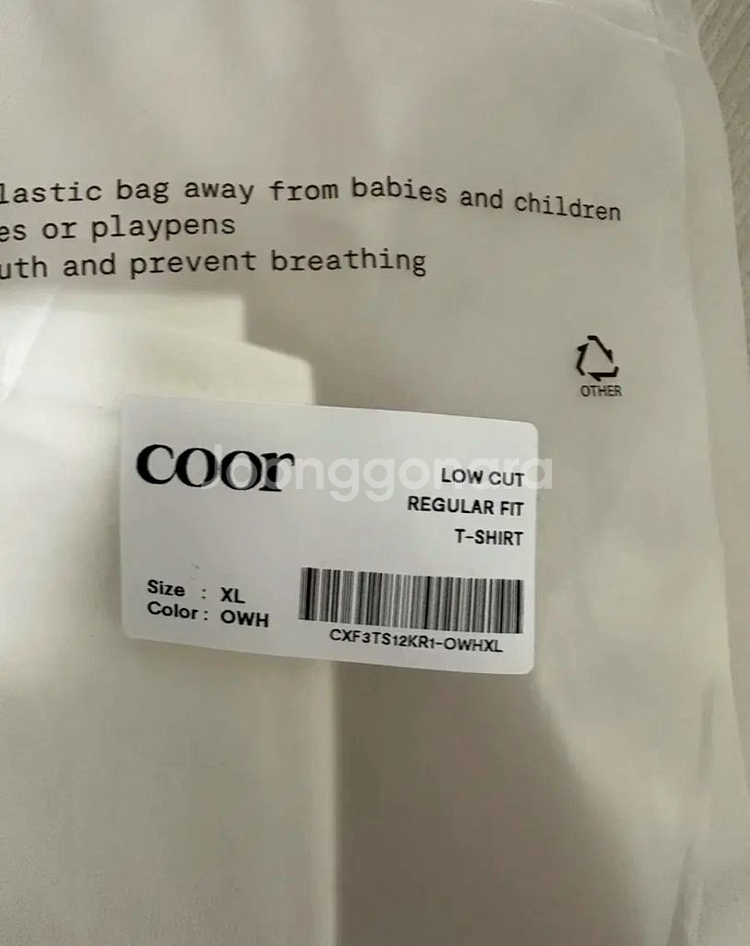 lastic bag away from babies and children
es or playpens
uth and prevent breathing
OTHER
coor
joonggonara
LOW CUT
REGULAR FIT
T-SHIRT
Size : XL
Color : OWH
CXF3TS12KR1-OWHXL